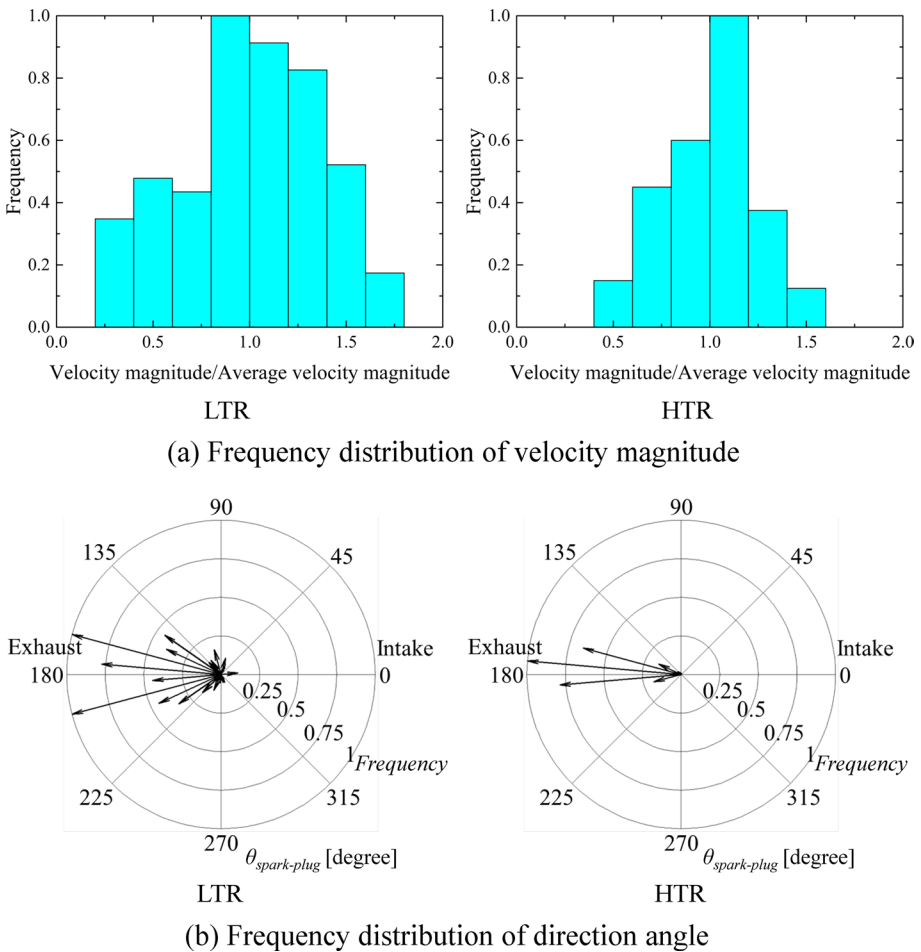 1.0
1.0
0.8
0.8
0.6
0.6
0.4
0.4
0.2
0.2
0.0
0.0
Frequency
Frequency
0.0 0.5 1.0 1.5 2.0
0.0 0.5 1.0 1.5 2.0
Velocity magnitude/Average velocity magnitude
Velocity magnitude/Average velocity magnitude
LTR
HTR
(a) Frequency distribution of velocity magnitude
90
135
45
Exhaust
Intake
180
0
0.25
0.5
0.75
1 Frequency
225
315
270
θspark-plug [degree]
LTR
90
135
45
Exhaust
Intake
180
0
0.25
0.5
0.75
1 Frequency
225
315
270
θspark-plug [degree]
HTR
(b) Frequency distribution of direction angle